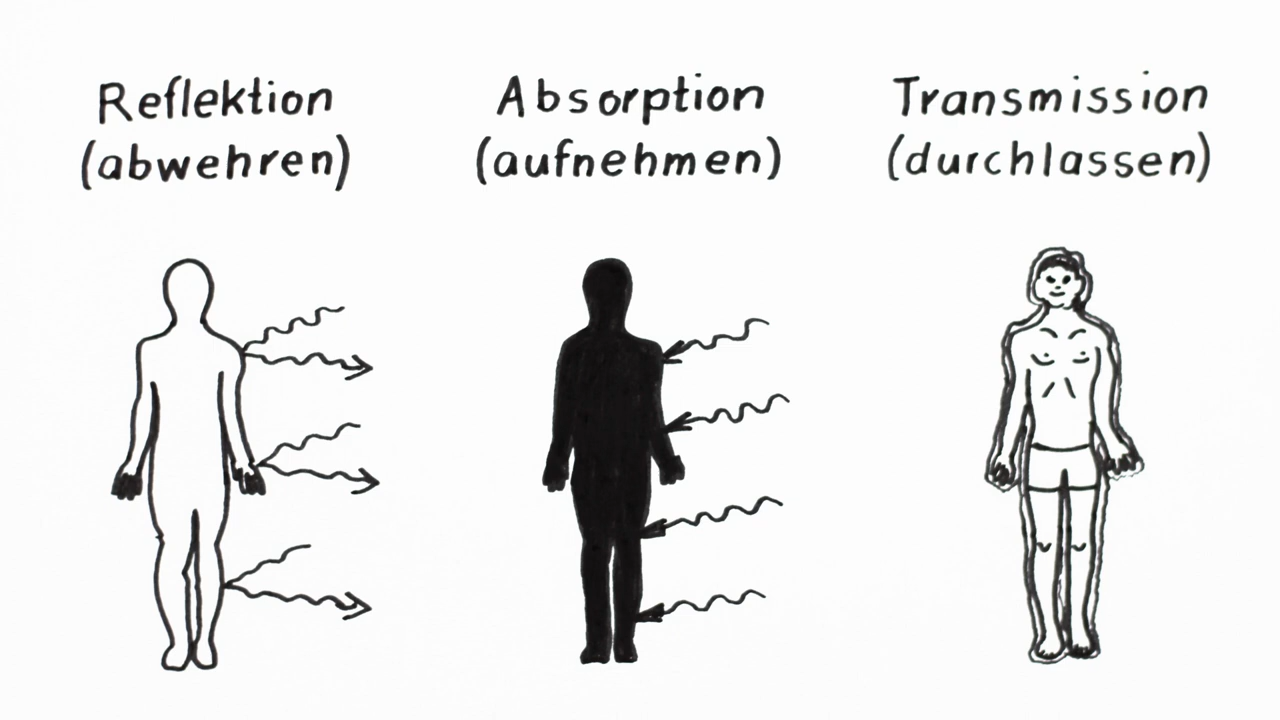 Reflektion
(abwehren)
Absorption
(aufnehmen)
Transmission
(durchlassen)